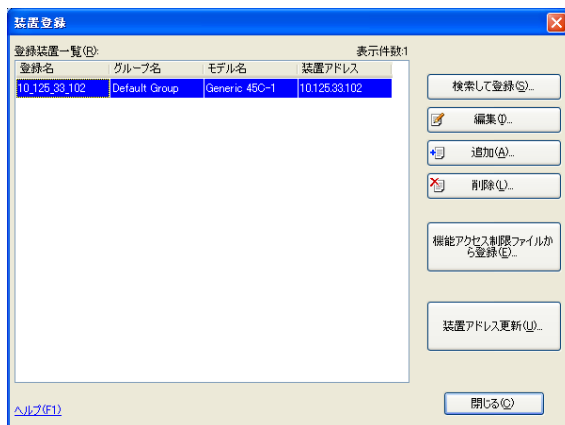 装置登録
登録装置一覧(R):
表示件数:1
登録名 グループ名 モデル名 装置アドレス
10_125_33_102 Default Group Generic 45C-1 10.125.33.102
検索して登録(S)...
編集(I)...
追加(A)...
削除(L)...
機能アクセス制限ファイルか
ら登録(E)...
装置アドレス更新(U)...
ヘルプ(F1)
閉じる(C)